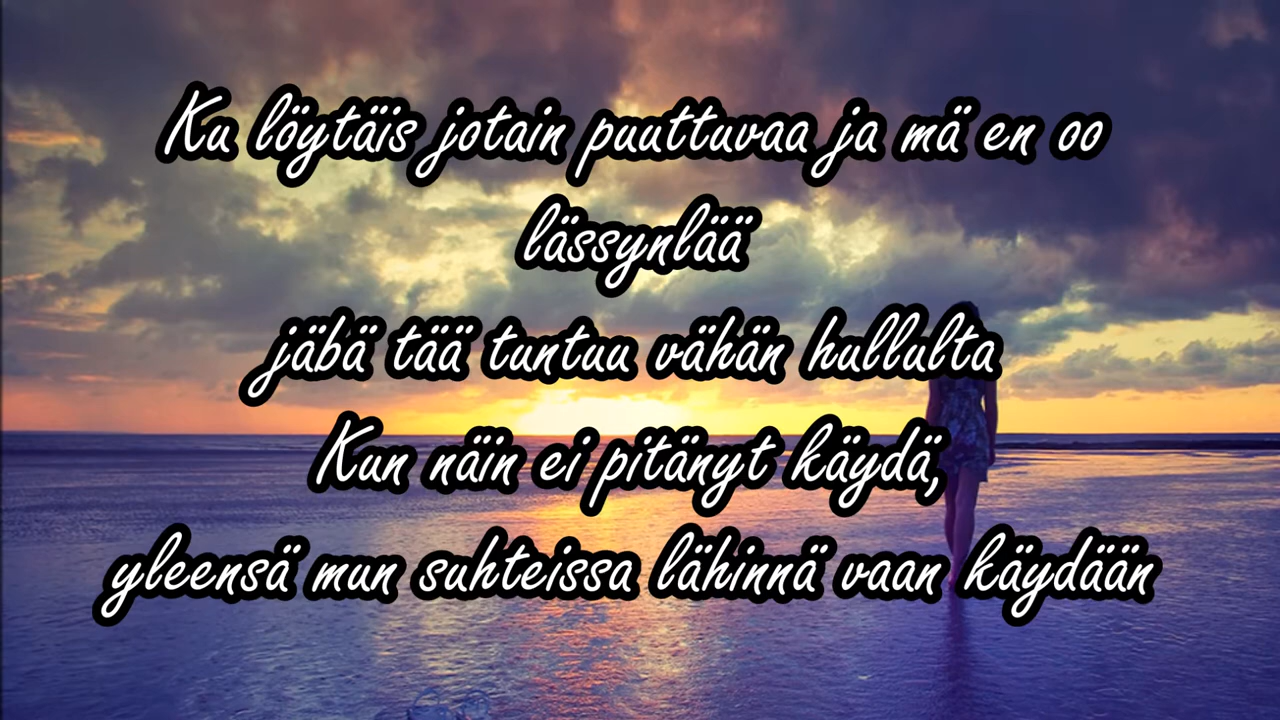 Ku löytäis jotain puuttuvaa ja mä en oo
lässynlää
jäbä tää tuntuu vähän hullulta
Kun näin ei pitänyt käydä,
yleensä mun suhteissa lähinnä vaan käydään